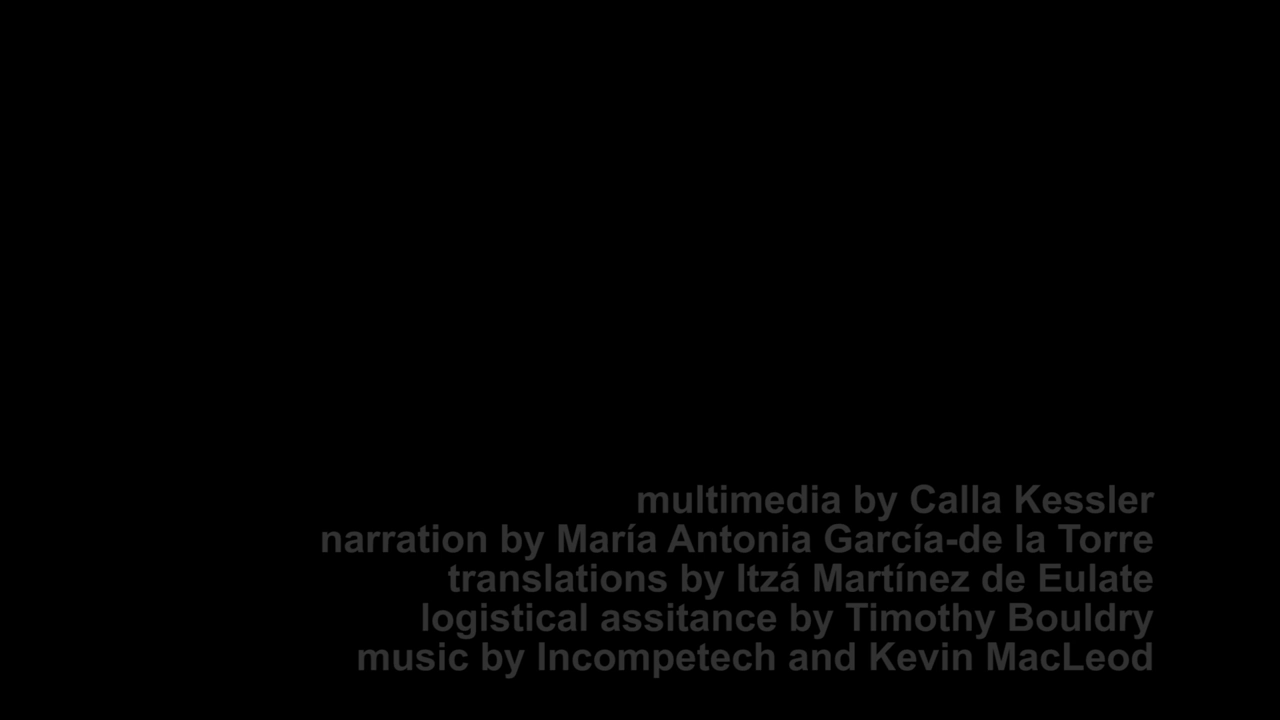 multimedia by Calla Kessler
narration by María Antonia García-de la Torre
translations by Itzá Martínez de Eulate
logistical assitance by Timothy Bouldry
music by Incompetech and Kevin MacLeod